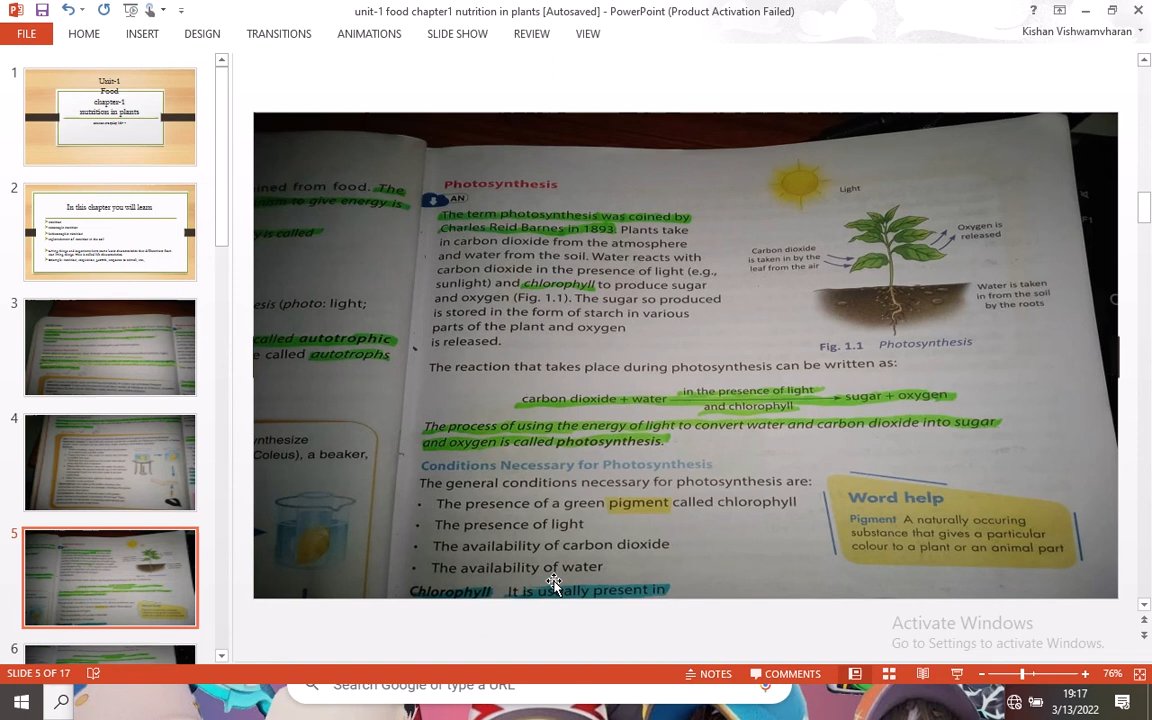 unit-1 food chapter1 nutrition in plants [Autosaved] - PowerPoint (Product Activation Failed)
FILE HOME INSERT DESIGN TRANSITIONS ANIMATIONS SLIDE SHOW REVIEW VIEW
Kishan Vishwamvharan
1
Unit-1
Food
chapter-1
nutrition in plants
2
In this chapter you will learn
3
4
5
6
ined from food. The
to give energy is
y is called
esis (photo: light;
called autotrophic
e called autotrophs
nthesize
(Coleus), a beaker,
Photosynthesis
AN
The term photosynthesis was coined by
Charles Reid Barnes in 1893. Plants take
in carbon dioxide from the atmosphere
and water from the soil. Water reacts with
carbon dioxide in the presence of light (e.g.,
sunlight) and chlorophyll to produce sugar
and oxygen (Fig. 1.1). The sugar so produced
is stored in the form of starch in various
parts of the plant and oxygen
is released.
Light
Carbon dioxide
is taken in by the
leaf from the air
Oxygen is
released
Water is taken
in from the soil
by the roots
Fig. 1.1 Photosynthesis
The reaction that takes place during photosynthesis can be written as:
in the presence of light
carbon dioxide + water → sugar + oxygen
and chlorophyll
The process of using the energy of light to convert water and carbon dioxide into sugar
and oxygen is called photosynthesis.
Conditions Necessary for Photosynthesis
The general conditions necessary for photosynthesis are:
• The presence of a green pigment called chlorophyll
• The presence of light
• The availability of carbon dioxide
• The availability of water
Chlorophyll It is usually present in
Word help
Pigment A naturally occuring
substance that gives a particular
colour to a plant or an animal part
Activate Windows
Go to Settings to activate Windows.
SLIDE 5 OF 17
NOTES COMMENTS
76%
Search Google or type a URL
19:17
3/13/2022